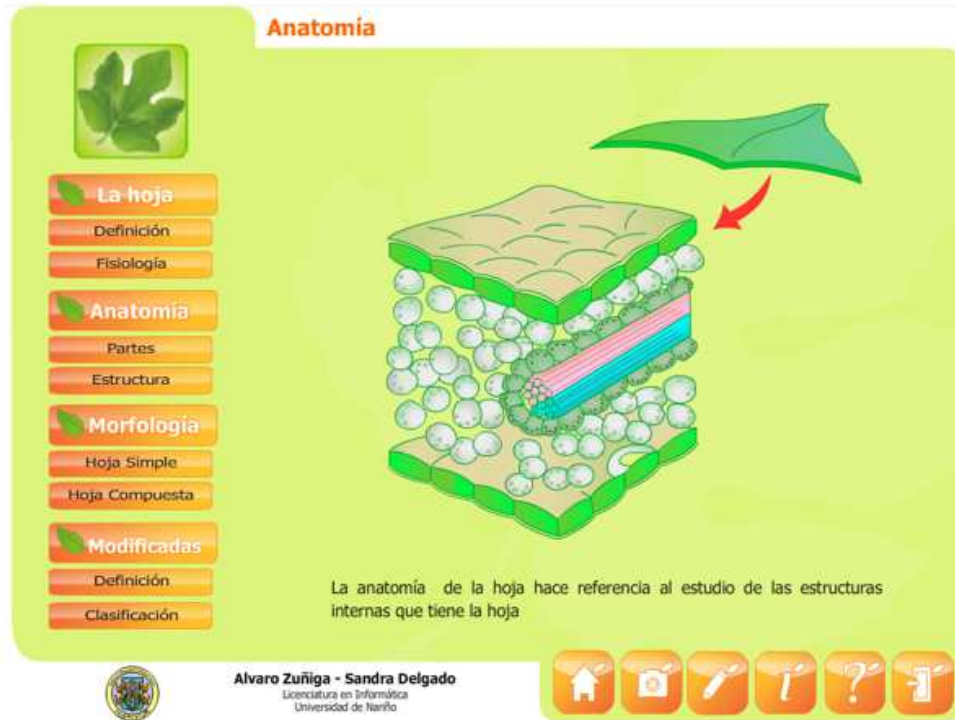 Anatomía
La hoja
Definición
Fisiología
Anatomía
Partes
Estructura
Morfología
Hoja Simple
Hoja Compuesta
Modificadas
Definición
Clasificación
La anatomía de la hoja hace referencia al estudio de las estructuras
internas que tiene la hoja
Alvaro Zuñiga - Sandra Delgado
Licenciatura en Informática
Universidad de Nariño